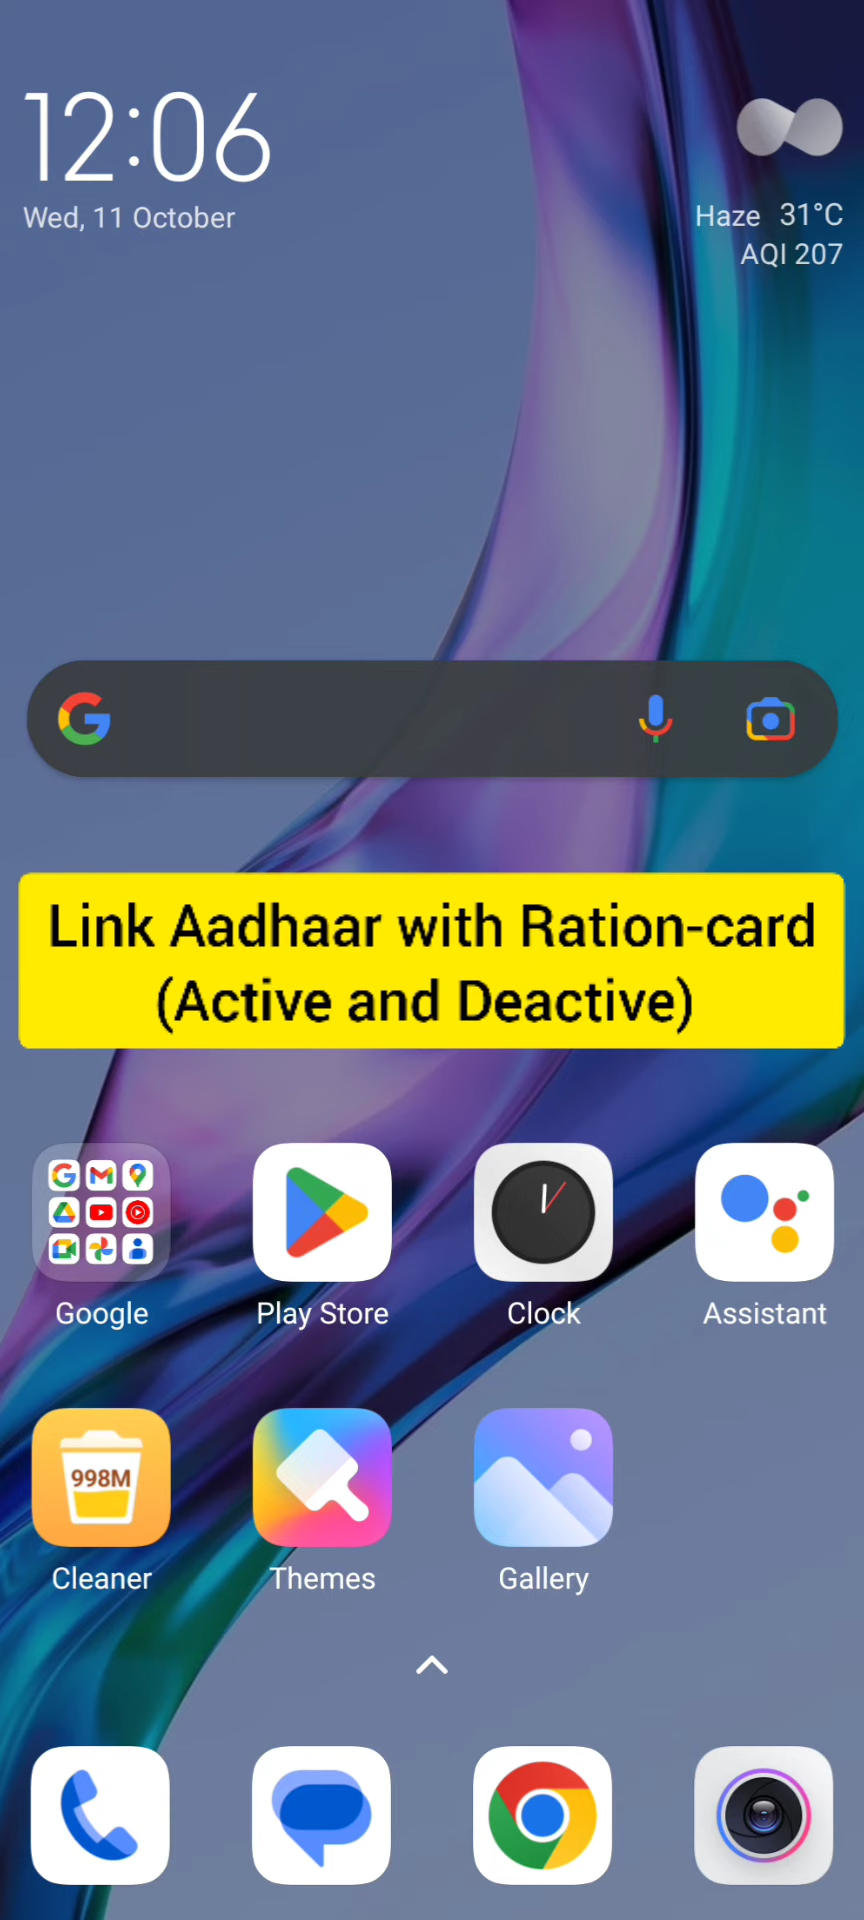 12:06
Wed, 11 October
Haze 31°C
AQI 207
Link Aadhaar with Ration-card
(Active and Deactive)
Google
Play Store
Clock
Assistant
998M
Cleaner
Themes
Gallery